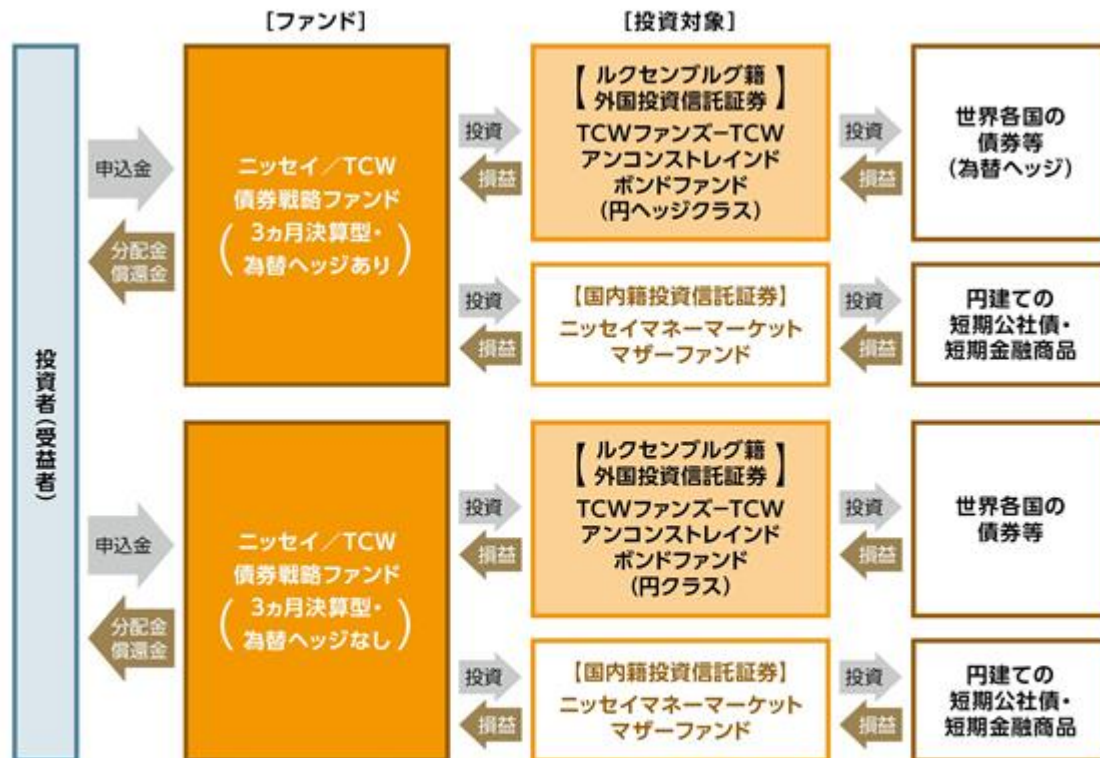 [ファンド]
[投資対象]
投資者(受益者)
申込金
分配金
償還金
ニッセイ／TCW
債券戦略ファンド
(3ヵ月決算型・
為替ヘッジあり)
投資
損益
【ルクセンブルグ籍
外国投資信託証券】
TCWファンズ−TCW
アンコンストレインド
ボンドファンド
(円ヘッジクラス)
投資
損益
世界各国の
債券等
(為替ヘッジ)
投資
損益
【国内籍投資信託証券】
ニッセイマネーマーケット
マザーファンド
投資
損益
円建ての
短期公社債・
短期金融商品
申込金
分配金
償還金
ニッセイ／TCW
債券戦略ファンド
(3ヵ月決算型・
為替ヘッジなし)
投資
損益
【ルクセンブルグ籍
外国投資信託証券】
TCWファンズ−TCW
アンコンストレインド
ボンドファンド
(円クラス)
投資
損益
世界各国の
債券等
投資
損益
【国内籍投資信託証券】
ニッセイマネーマーケット
マザーファンド
投資
損益
円建ての
短期公社債・
短期金融商品